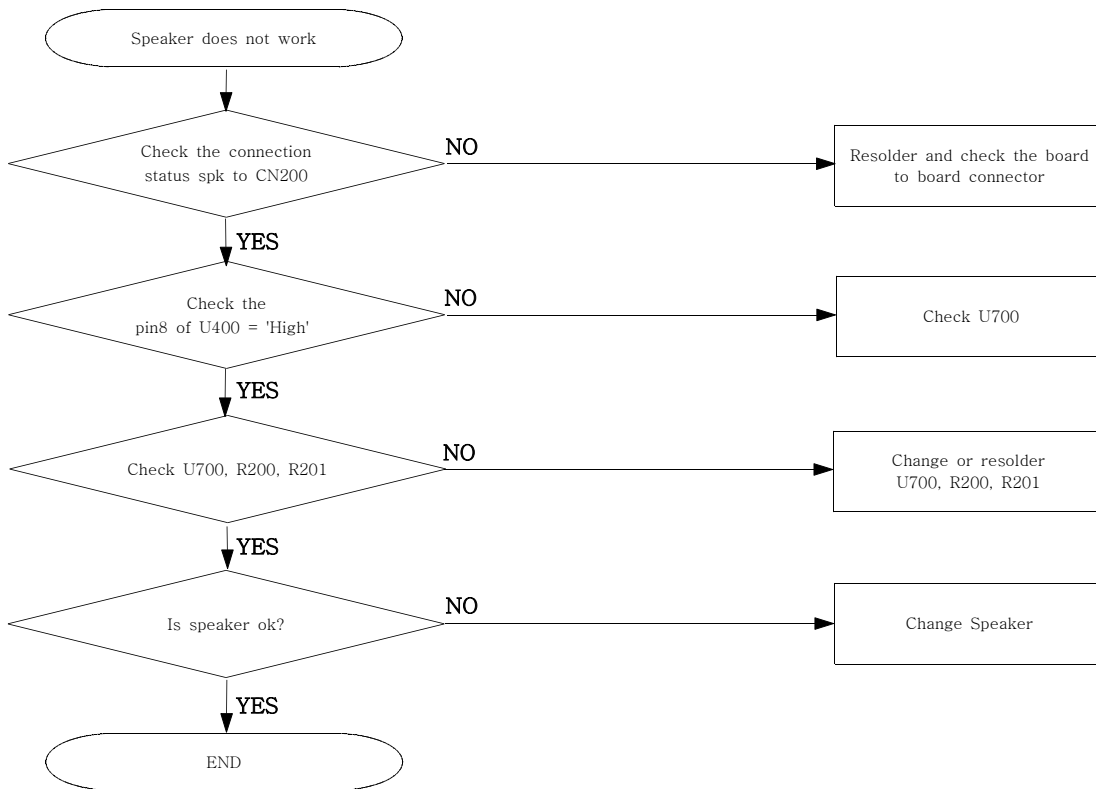 Speaker does not work
Check the connection
status spk to CN200
NO
Resolder and check the board
to board connector
YES
Check the
pin8 of U400 = 'High'
NO
Check U700
YES
Check U700, R200, R201
NO
Change or resolder
U700, R200, R201
YES
Is speaker ok?
NO
Change Speaker
YES
END